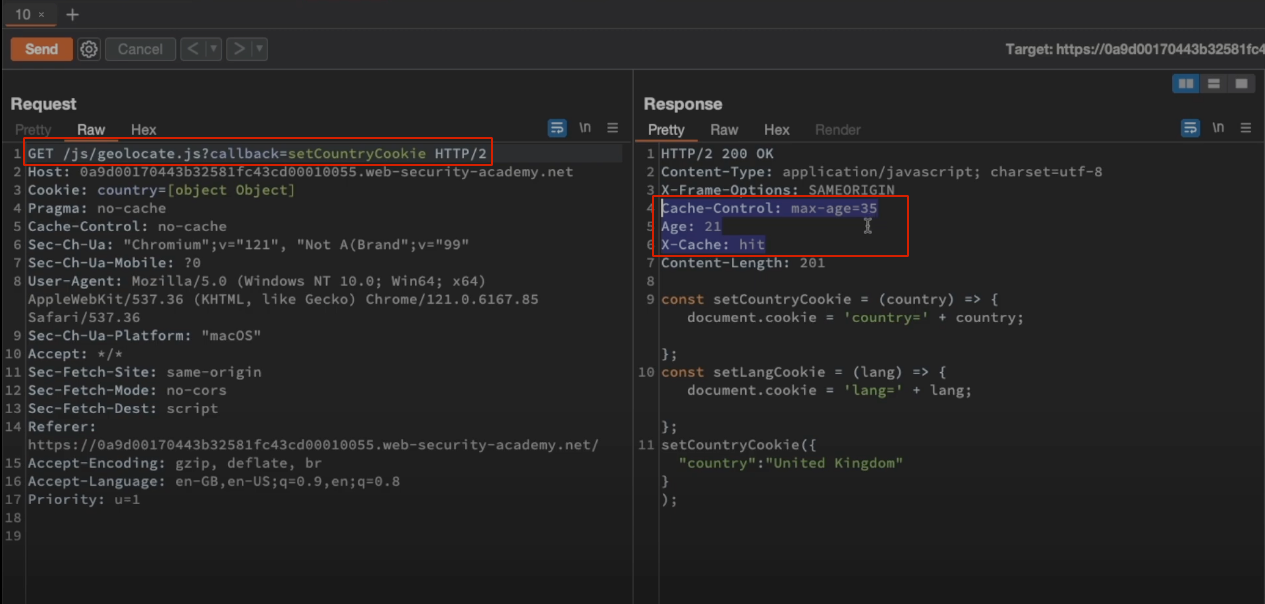 10 × +
Send Cancel < ▼ > ▼ Target: https://0a9d00170443b32581fc4
Request
Pretty Raw Hex \n
1 GET /js/geolocate.js?callback=setCountryCookie HTTP/2
2 Host: 0a9d00170443b32581fc43cd00010055.web-security-academy.net
3 Cookie: country=[object Object]
4 Pragma: no-cache
5 Cache-Control: no-cache
6 Sec-Ch-Ua: "Chromium";v="121", "Not A(Brand";v="99"
7 Sec-Ch-Ua-Mobile: ?0
8 User-Agent: Mozilla/5.0 (Windows NT 10.0; Win64; x64)
AppleWebKit/537.36 (KHTML, like Gecko) Chrome/121.0.6167.85
Safari/537.36
9 Sec-Ch-Ua-Platform: "macOS"
10 Accept: */*
11 Sec-Fetch-Site: same-origin
12 Sec-Fetch-Mode: no-cors
13 Sec-Fetch-Dest: script
14 Referer:
https://0a9d00170443b32581fc43cd00010055.web-security-academy.net/
15 Accept-Encoding: gzip, deflate, br
16 Accept-Language: en-GB,en-US;q=0.9,en;q=0.8
17 Priority: u=1
18
19
Response
Pretty Raw Hex Render \n
1 HTTP/2 200 OK
2 Content-Type: application/javascript; charset=utf-8
3 X-Frame-Options: SAMEORIGIN
4 Cache-Control: max-age=35
5 Age: 21
6 X-Cache: hit
7 Content-Length: 201
8
9 const setCountryCookie = (country) => {
document.cookie = 'country=' + country;
};
10 const setLangCookie = (lang) => {
document.cookie = 'lang=' + lang;
};
11 setCountryCookie({
"country":"United Kingdom"
}
);